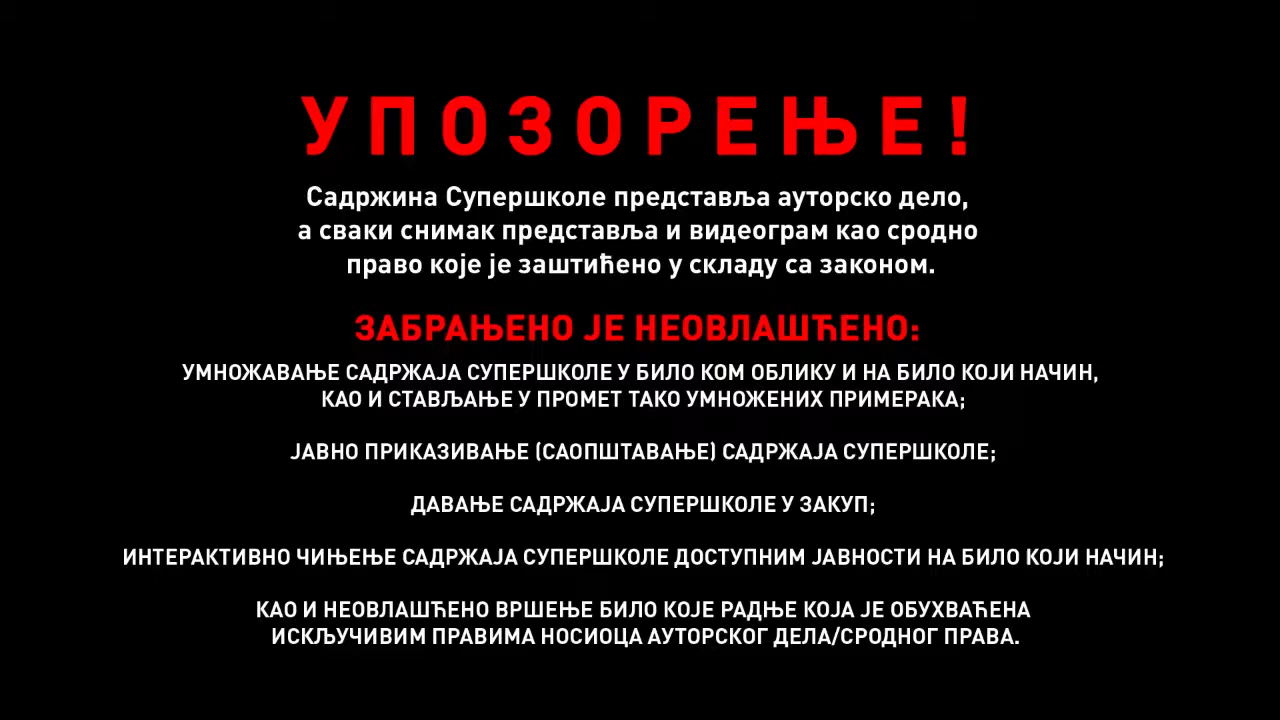 УПОЗОРЕЊЕ!
Садржина Супершколе представља ауторско дело,
а сваки снимак представља и видеограм као сродно
право које је заштићено у складу са законом.
ЗАБРАЊЕНО ЈЕ НЕОВЛАШЋЕНО:
УМНОЖАВАЊЕ САДРЖАЈА СУПЕРШКОЛЕ У БИЛО КОМ ОБЛИКУ И НА БИЛО КОЈИ НАЧИН,
КАО И СТАВЉАЊЕ У ПРОМЕТ ТАКО УМНОЖЕНИХ ПРИМЕРАКА;
ЈАВНО ПРИКАЗИВАЊЕ (САОПШТАВАЊЕ) САДРЖАЈА СУПЕРШКОЛЕ;
ДАВАЊЕ САДРЖАЈА СУПЕРШКОЛЕ У ЗАКУП;
ИНТЕРАКТИВНО ЧИЊЕЊЕ САДРЖАЈА СУПЕРШКОЛЕ ДОСТУПНИМ ЈАВНОСТИ НА БИЛО КОЈИ НАЧИН;
КАО И НЕОВЛАШЋЕНО ВРШЕЊЕ БИЛО КОЈЕ РАДЊЕ КОЈА ЈЕ ОБУХВАЋЕНА
ИСКЉУЧИВИМ ПРАВИМА НОСИОЦА АУТОРСКОГ ДЕЛА/СРОДНОГ ПРАВА.